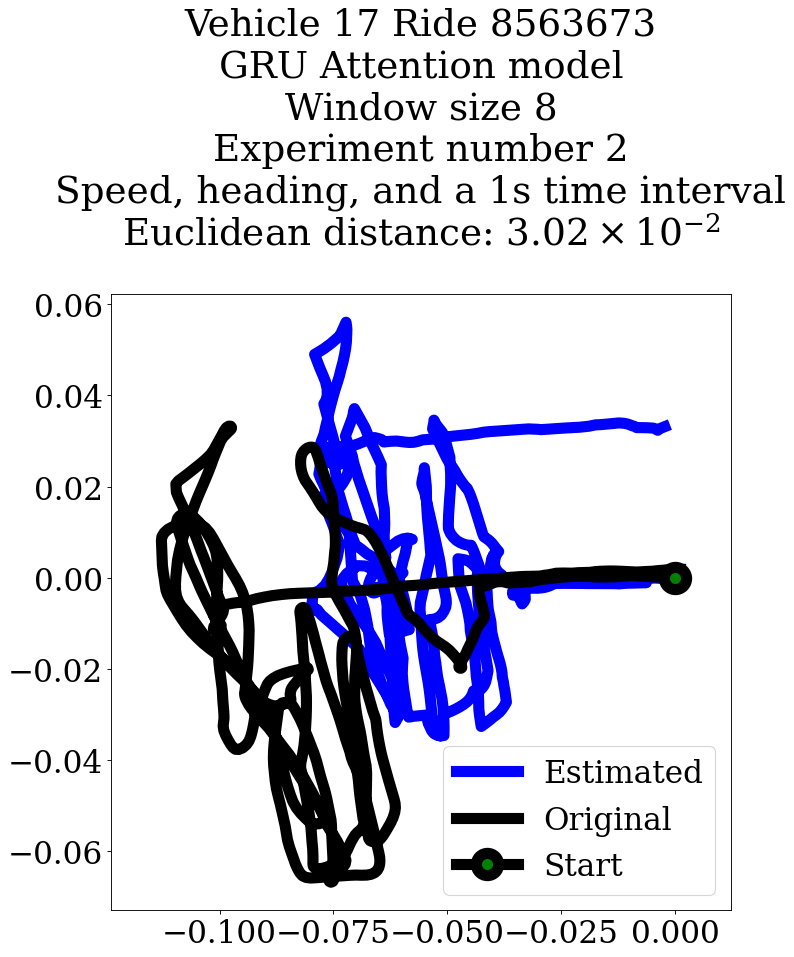 Vehicle 17 Ride 8563673
GRU Attention model
Window size 8
Experiment number 2
Speed, heading, and a 1s time interval
Euclidean distance: 3.02 × 10⁻²
0.06
0.04
0.02
0.00
−0.02
−0.04
−0.06
Estimated
Original
Start
−0.100 −0.075 −0.050 −0.025 0.000